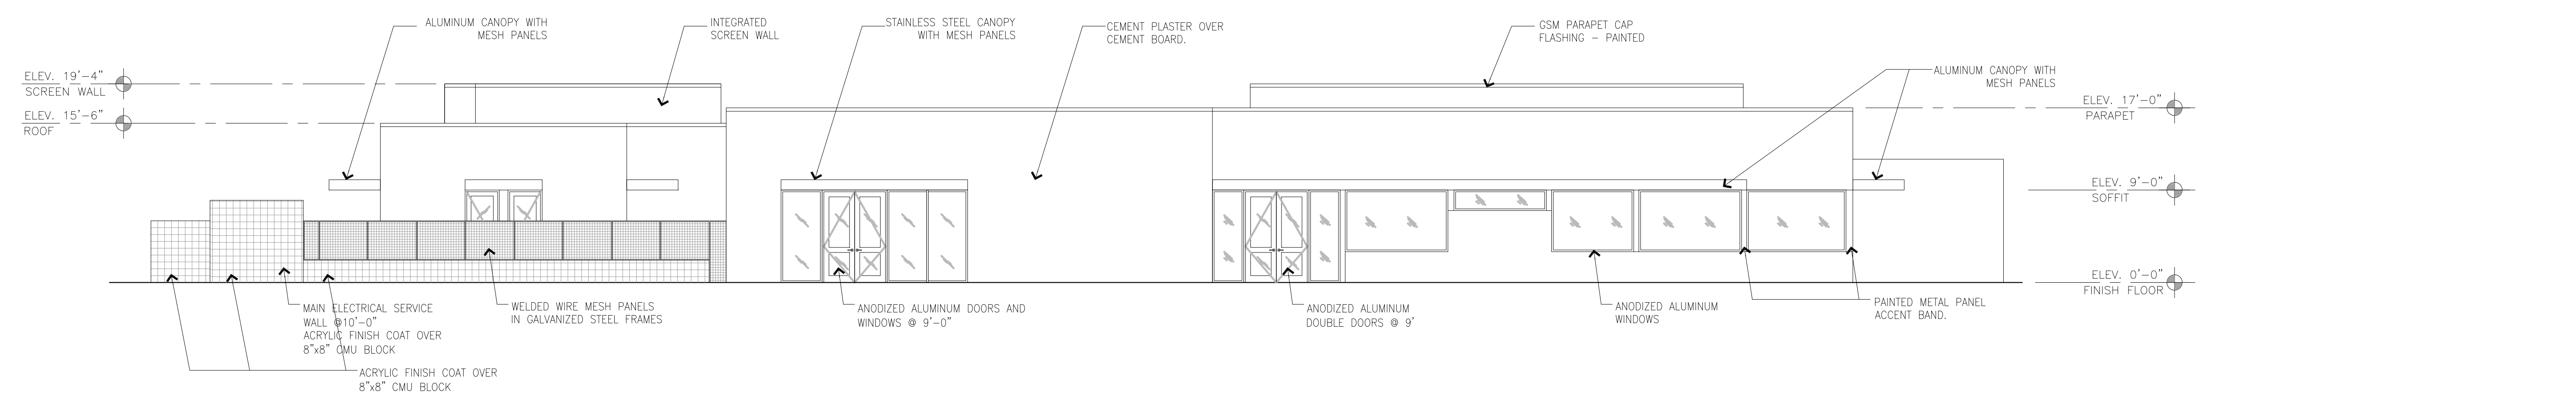 ALUMINUM CANOPY WITH
MESH PANELS
INTEGRATED
SCREEN WALL
STAINLESS STEEL CANOPY
WITH MESH PANELS
CEMENT PLASTER OVER
CEMENT BOARD.
GSM PARAPET CAP
FLASHING - PAINTED
ALUMINUM CANOPY WITH
MESH PANELS
ELEV. 19'-4"
SCREEN WALL
ELEV. 15'-6"
ROOF
ELEV. 17'-0"
PARAPET
ELEV. 9'-0"
SOFFIT
ELEV. 0'-0"
FINISH FLOOR
MAIN ELECTRICAL SERVICE
WALL @10'-0"
ACRYLIC FINISH COAT OVER
8"x8" CMU BLOCK
WELDED WIRE MESH PANELS
IN GALVANIZED STEEL FRAMES
ANODIZED ALUMINUM DOORS AND
WINDOWS @ 9'-0"
ANODIZED ALUMINUM
DOUBLE DOORS @ 9'
ANODIZED ALUMINUM
WINDOWS
PAINTED METAL PANEL
ACCENT BAND.
ACRYLIC FINISH COAT OVER
8"x8" CMU BLOCK